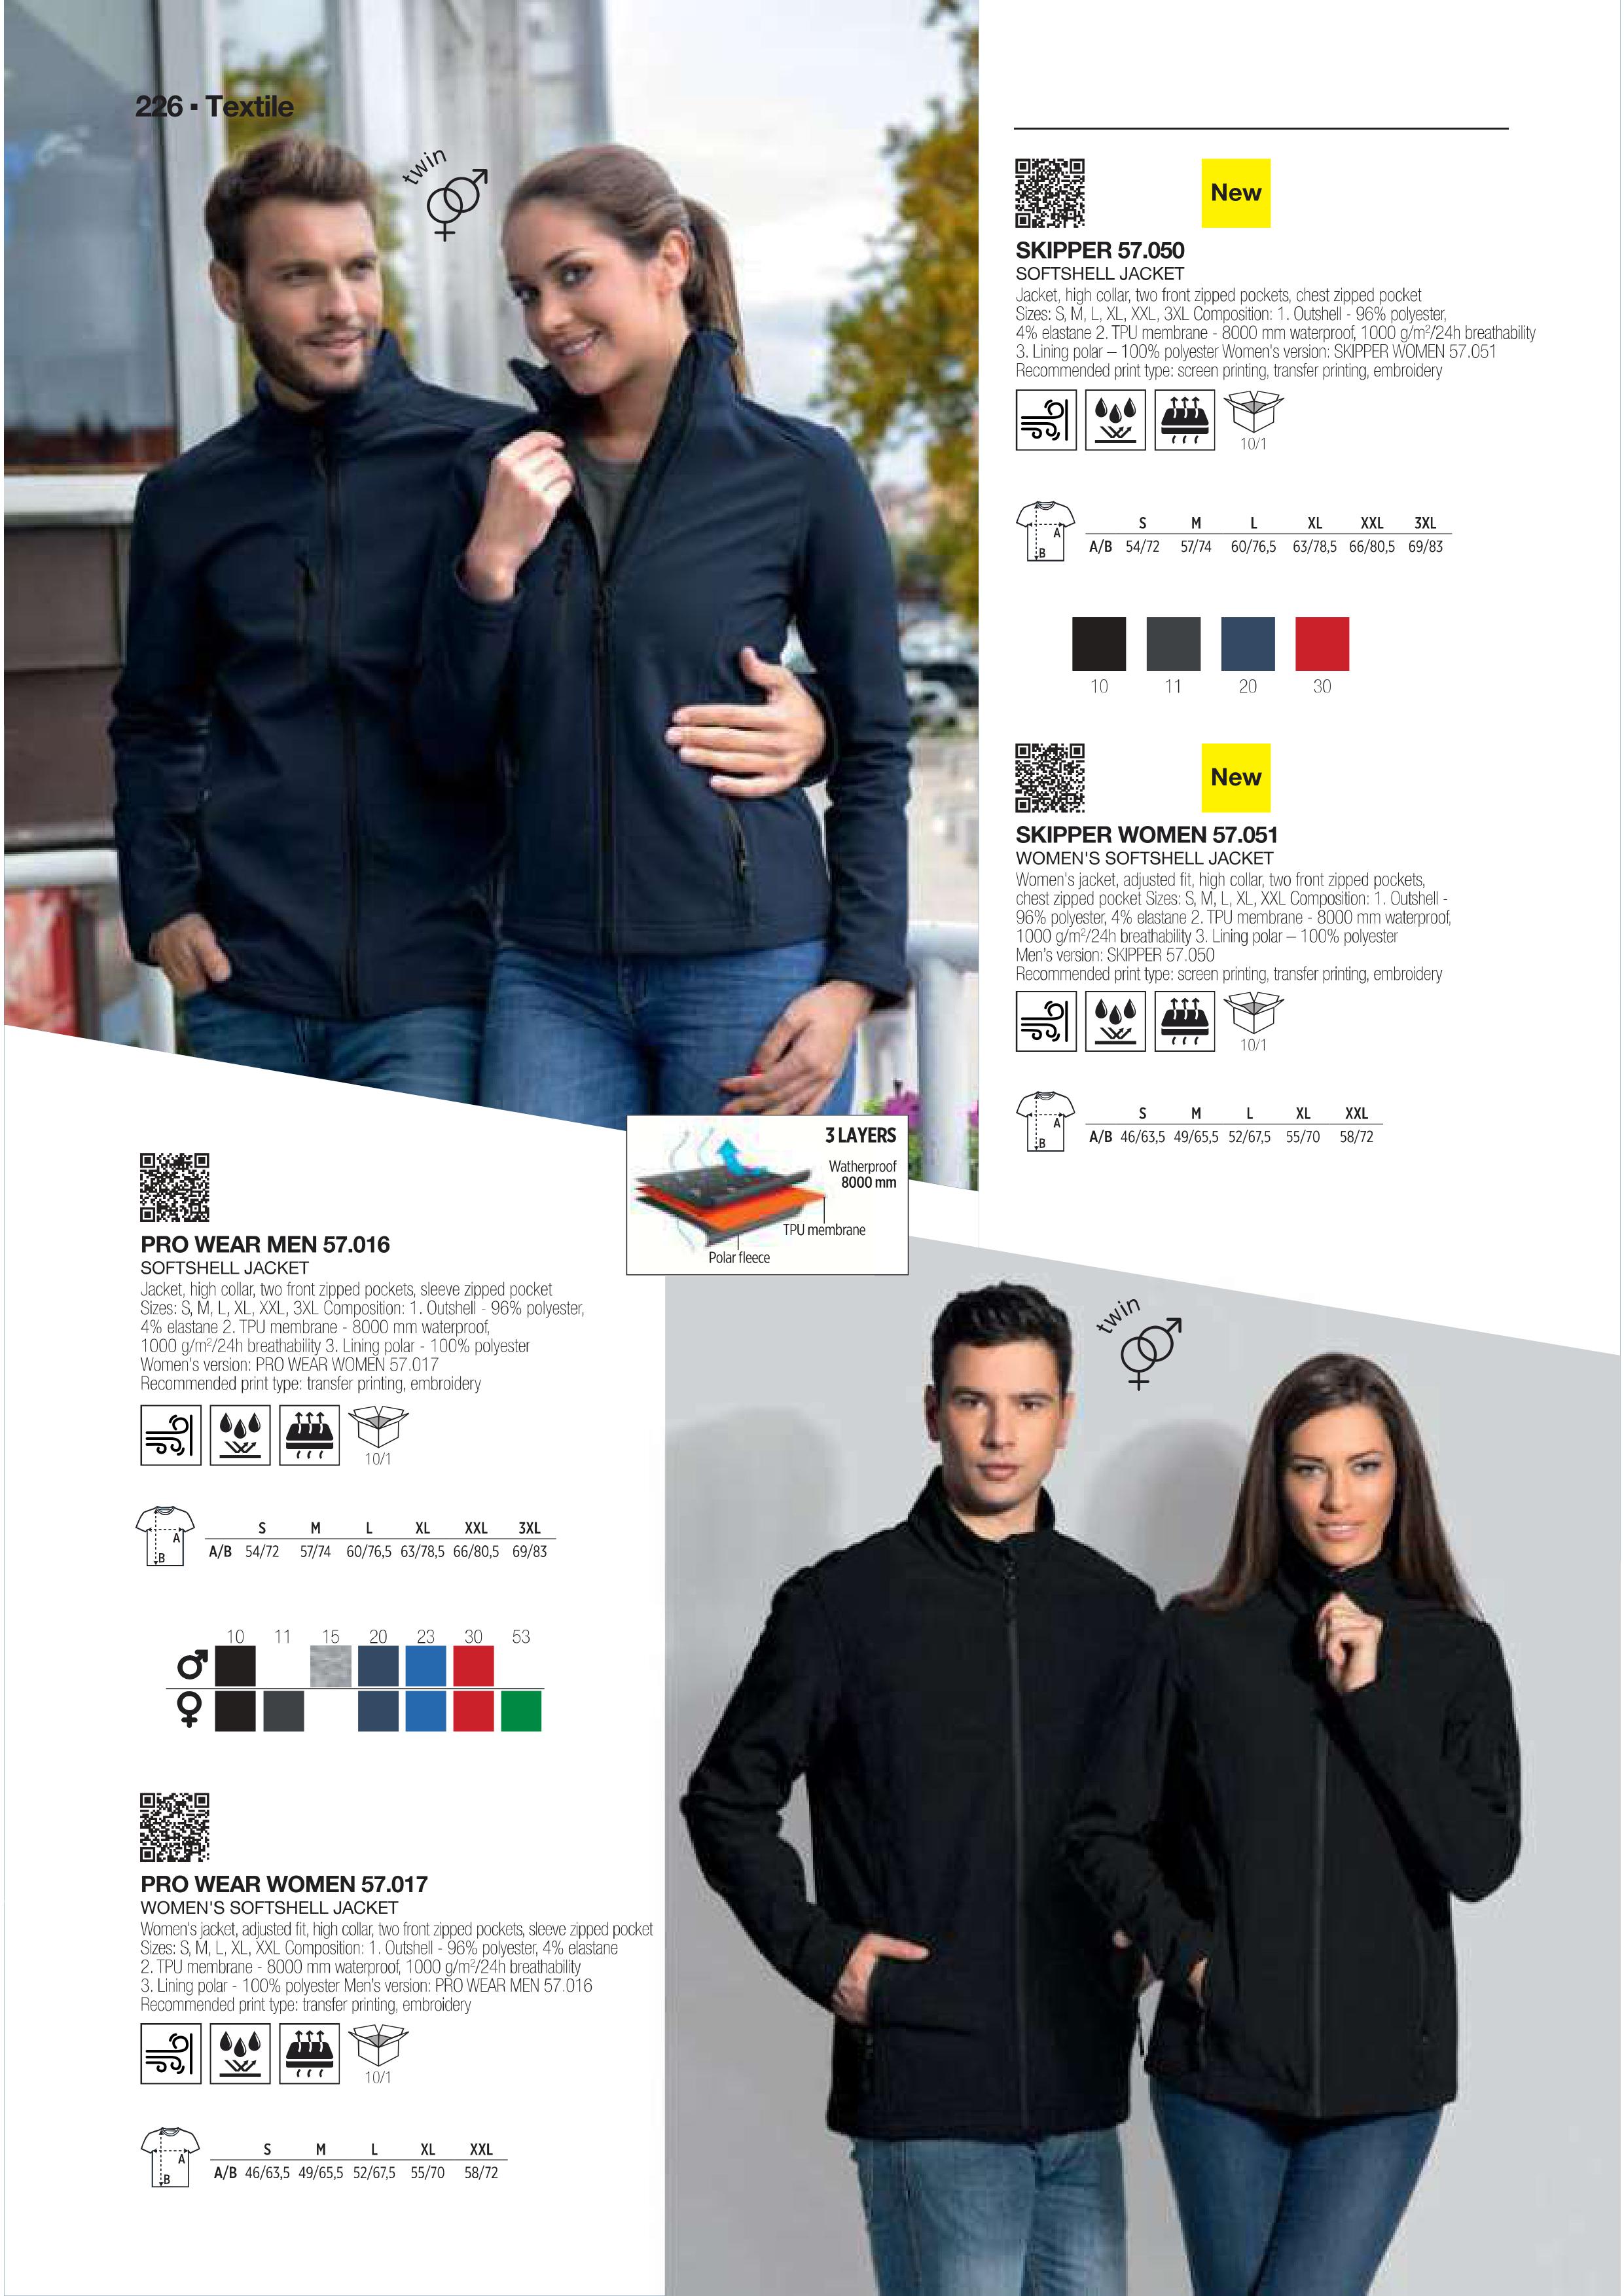 226 ▪ Textile
twin
New
SKIPPER 57.050
SOFTSHELL JACKET
Jacket, high collar, two front zipped pockets, chest zipped pocket
Sizes: S, M, L, XL, XXL, 3XL Composition: 1. Outshell - 96% polyester,
4% elastane 2. TPU membrane - 8000 mm waterproof, 1000 g/m²/24h breathability
3. Lining polar – 100% polyester Women's version: SKIPPER WOMEN 57.051
Recommended print type: screen printing, transfer printing, embroidery
10/1
A
B
S M L XL XXL 3XL
A/B 54/72 57/74 60/76,5 63/78,5 66/80,5 69/83
10 11 20 30
New
SKIPPER WOMEN 57.051
WOMEN'S SOFTSHELL JACKET
Women's jacket, adjusted fit, high collar, two front zipped pockets,
chest zipped pocket Sizes: S, M, L, XL, XXL Composition: 1. Outshell -
96% polyester, 4% elastane 2. TPU membrane - 8000 mm waterproof,
1000 g/m²/24h breathability 3. Lining polar – 100% polyester
Men's version: SKIPPER 57.050
Recommended print type: screen printing, transfer printing, embroidery
10/1
A
B
S M L XL XXL
A/B 46/63,5 49/65,5 52/67,5 55/70 58/72
3 LAYERS
Watherproof
8000 mm
TPU membrane
Polar fleece
PRO WEAR MEN 57.016
SOFTSHELL JACKET
Jacket, high collar, two front zipped pockets, sleeve zipped pocket
Sizes: S, M, L, XL, XXL, 3XL Composition: 1. Outshell - 96% polyester,
4% elastane 2. TPU membrane - 8000 mm waterproof,
1000 g/m²/24h breathability 3. Lining polar - 100% polyester
Women's version: PRO WEAR WOMEN 57.017
Recommended print type: transfer printing, embroidery
10/1
A
B
S M L XL XXL 3XL
A/B 54/72 57/74 60/76,5 63/78,5 66/80,5 69/83
10 11 15 20 23 30 53
twin
PRO WEAR WOMEN 57.017
WOMEN'S SOFTSHELL JACKET
Women's jacket, adjusted fit, high collar, two front zipped pockets, sleeve zipped pocket
Sizes: S, M, L, XL, XXL Composition: 1. Outshell - 96% polyester, 4% elastane
2. TPU membrane - 8000 mm waterproof, 1000 g/m²/24h breathability
3. Lining polar - 100% polyester Men's version: PRO WEAR MEN 57.016
Recommended print type: transfer printing, embroidery
10/1
A
B
S M L XL XXL
A/B 46/63,5 49/65,5 52/67,5 55/70 58/72